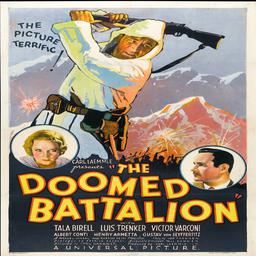 THE
PICTURE
TERRIFIC!
CARL LAEMMLE
presents
THE
DOOMED
BATTALION
WITH
TALA BIRELL LUIS TRENKER VICTOR VARCONI
ALBERT CONTI HENRY ARMETTA GUSTAV VON SEYFFERTITZ
A UNIVERSAL PICTURE